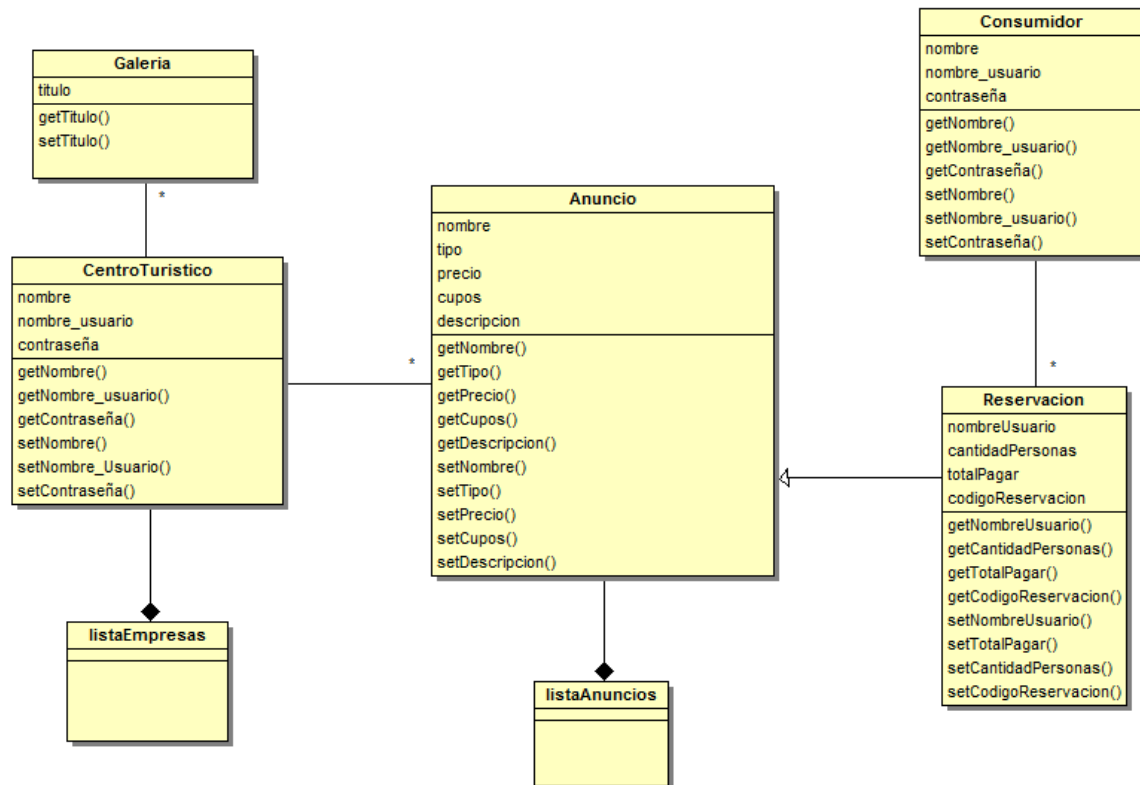 Galeria
titulo
getTitulo()
setTitulo()
*
CentroTuristico
nombre
nombre_usuario
contraseña
getNombre()
getNombre_usuario()
getContraseña()
setNombre()
setNombre_Usuario()
setContraseña()
listaEmpresas
*
Anuncio
nombre
tipo
precio
cupos
descripcion
getNombre()
getTipo()
getPrecio()
getCupos()
getDescripcion()
setNombre()
setTipo()
setPrecio()
setCupos()
setDescripcion()
listaAnuncios
Consumidor
nombre
nombre_usuario
contraseña
getNombre()
getNombre_usuario()
getContraseña()
setNombre()
setNombre_usuario()
setContraseña()
*
Reservacion
nombreUsuario
cantidadPersonas
totalPagar
codigoReservacion
getNombreUsuario()
getCantidadPersonas()
getTotalPagar()
getCodigoReservacion()
setNombreUsuario()
setTotalPagar()
setCantidadPersonas()
setCodigoReservacion()